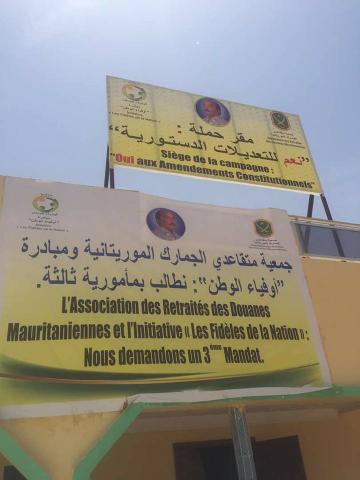 مقر حملة :
"نعم للتعديلات الدستورية"
Siège de la campagne :
"Oui aux Amendements Constitutionnels"
جمعية متقاعدي الجمارك الموريتانية ومبادرة
"أوفياء الوطن": نطالب بمأمورية ثالثة.
L'Association des Retraités des Douanes
Mauritaniennes et l'Initiative « Les Fidèles de la Nation » :
Nous demandons un 3ème Mandat.